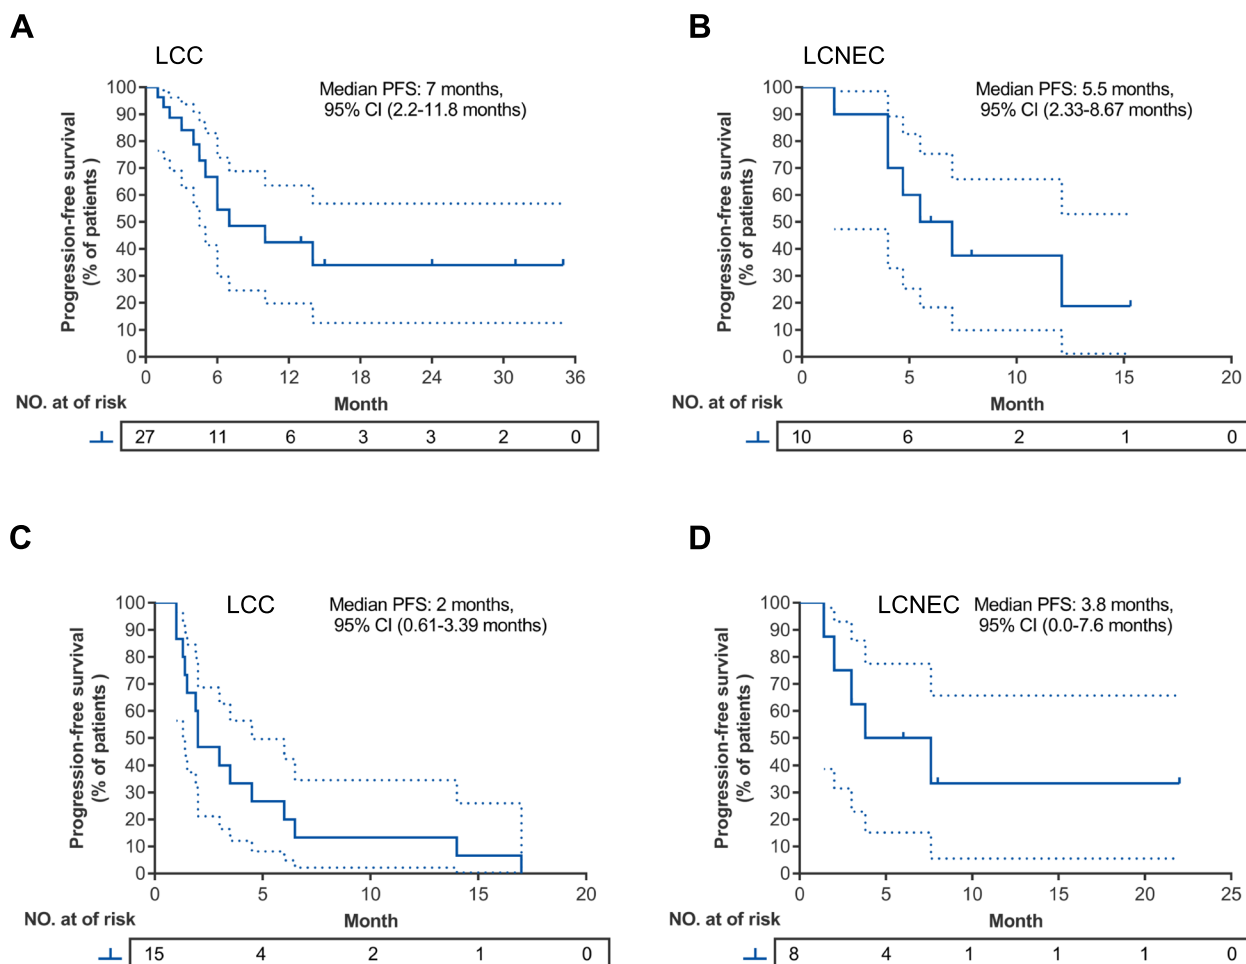 A
LCC
Median PFS: 7 months,
95% CI (2.2-11.8 months)
Progression-free survival
(% of patients )
100
90
80
70
60
50
40
30
20
10
0
0 6 12 18 24 30 36
NO. at of risk
Month
27 11 6 3 3 2 0
B
LCNEC
Median PFS: 5.5 months,
95% CI (2.33-8.67 months)
Progression-free survival
(% of patients )
100
90
80
70
60
50
40
30
20
10
0
0 5 10 15 20
NO. at of risk
Month
10 6 2 1 0
C
LCC
Median PFS: 2 months,
95% CI (0.61-3.39 months)
Progression-free survival
(% of patients )
100
90
80
70
60
50
40
30
20
10
0
0 5 10 15 20
NO. at of risk
Month
15 4 2 1 0
D
LCNEC
Median PFS: 3.8 months,
95% CI (0.0-7.6 months)
Progression-free survival
(% of patients )
100
90
80
70
60
50
40
30
20
10
0
0 5 10 15 20 25
NO. at of risk
Month
8 4 1 1 1 0